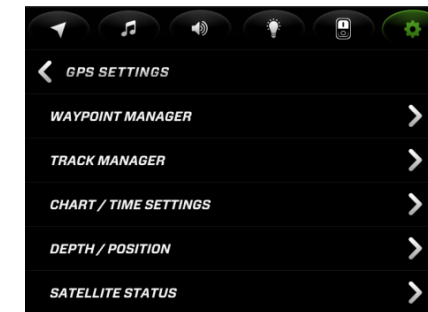 GPS SETTINGS
WAYPOINT MANAGER
TRACK MANAGER
CHART / TIME SETTINGS
DEPTH / POSITION
SATELLITE STATUS